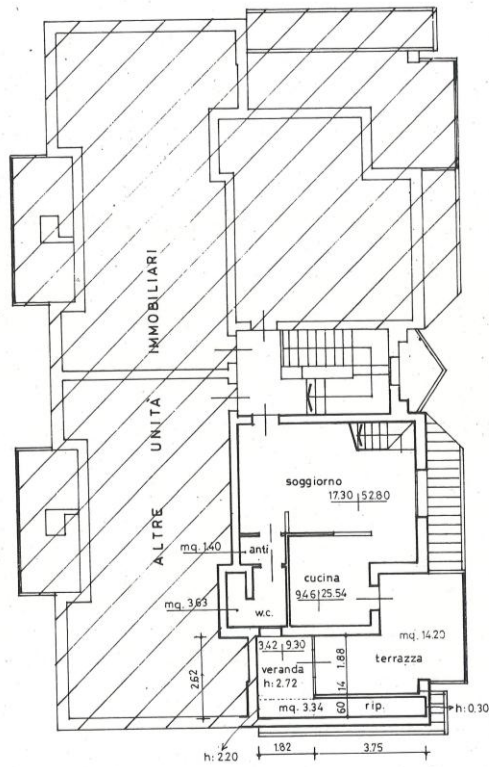 ALTRE UNITÀ IMMOBILIARI
soggiorno
17.30 52.80
mq. 1.40
anti
cucina
9.46 25.54
mq. 3.63
w.c.
3.42 9.30
veranda
h: 2.72
mq. 14.20
terrazza
2.62
1.88
14
60
mq. 3.34
rip.
h: 0.30
h: 2.20
1.82
3.75